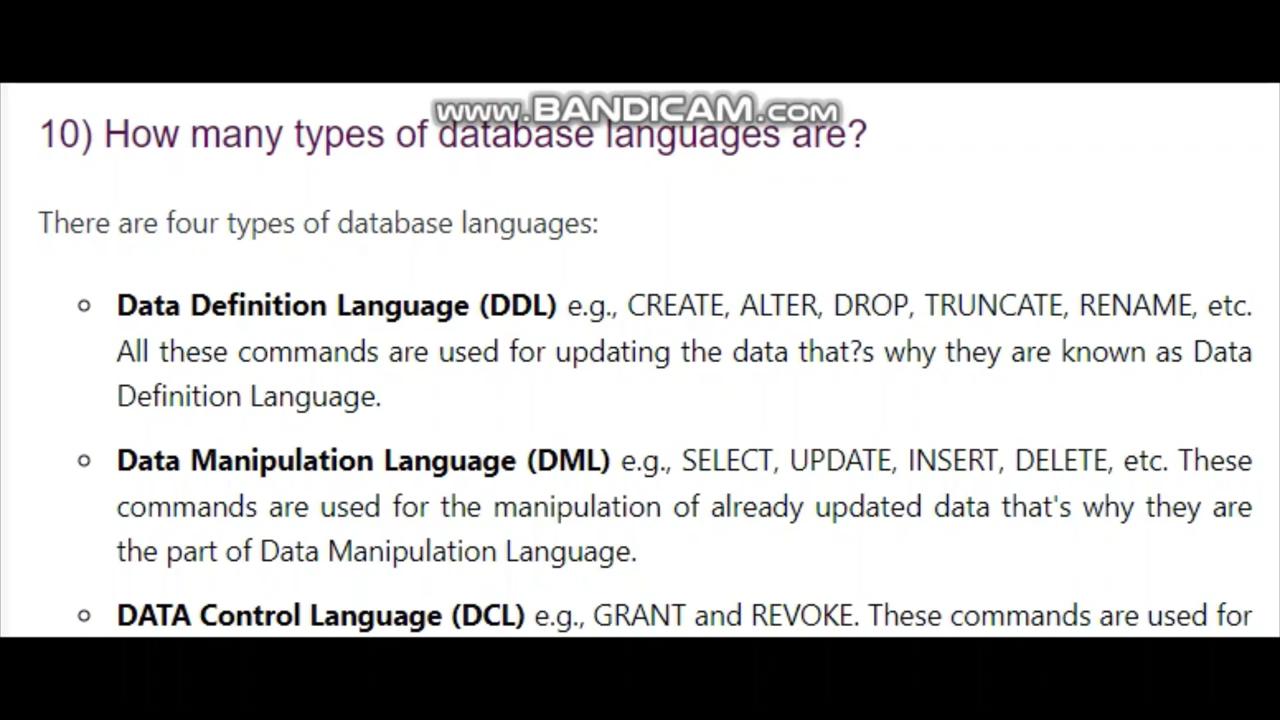 www.BANDICAM.com
10) How many types of database languages are?
There are four types of database languages:
Data Definition Language (DDL) e.g., CREATE, ALTER, DROP, TRUNCATE, RENAME, etc.
All these commands are used for updating the data that?s why they are known as Data
Definition Language.
Data Manipulation Language (DML) e.g., SELECT, UPDATE, INSERT, DELETE, etc. These
commands are used for the manipulation of already updated data that's why they are
the part of Data Manipulation Language.
DATA Control Language (DCL) e.g., GRANT and REVOKE. These commands are used for